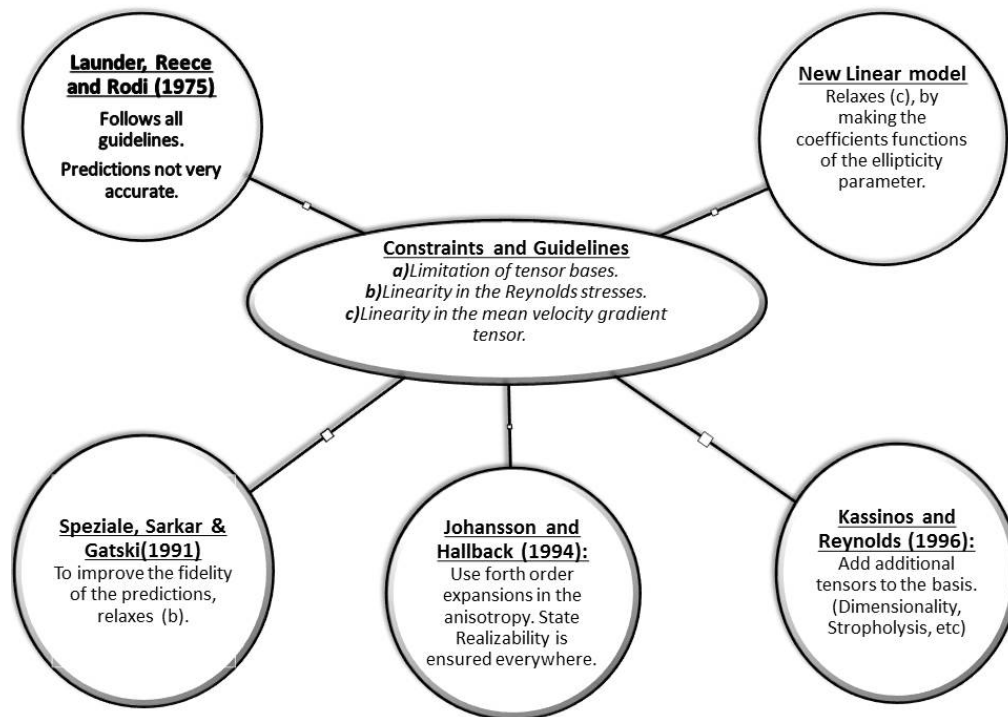 Launder, Reece
and Rodi (1975)
Follows all
guidelines.
Predictions not very
accurate.
New Linear model
Relaxes (c), by
making the
coefficients functions
of the ellipticity
parameter.
Constraints and Guidelines
a)Limitation of tensor bases.
b)Linearity in the Reynolds stresses.
c)Linearity in the mean velocity gradient
tensor.
Speziale, Sarkar &
Gatski(1991)
To improve the fidelity
of the predictions,
relaxes (b).
Johansson and
Hallback (1994):
Use forth order
expansions in the
anisotropy. State
Realizability is
ensured everywhere.
Kassinos and
Reynolds (1996):
Add additional
tensors to the basis.
(Dimensionality,
Stropholysis, etc)